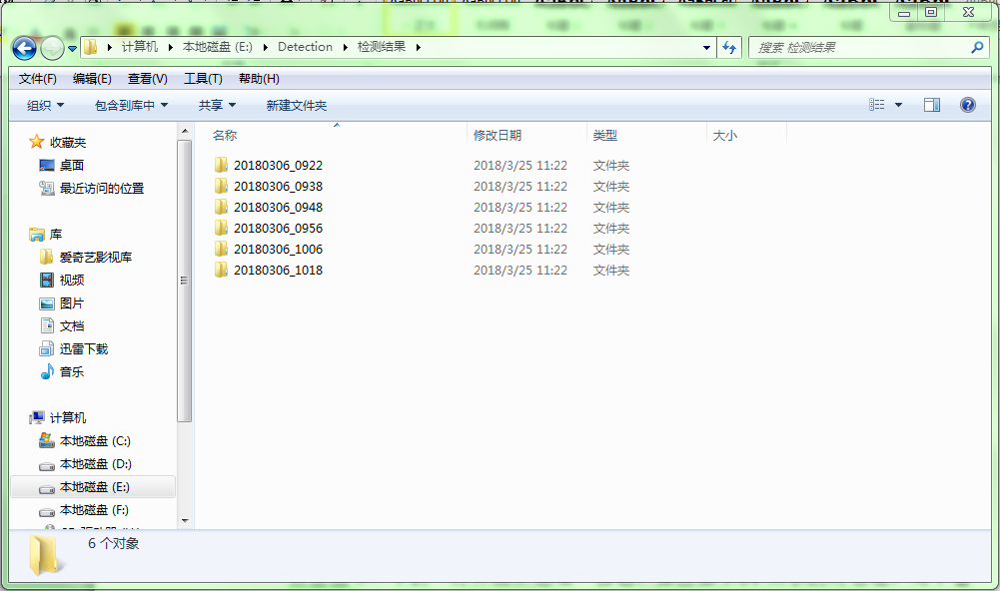 计算机 本地磁盘 (E:) Detection 检测结果
搜索 检测结果
文件(F) 编辑(E) 查看(V) 工具(T) 帮助(H)
组织 包含到库中 共享 新建文件夹
名称 修改日期 类型 大小
收藏夹
桌面
最近访问的位置
库
爱奇艺影视库
视频
图片
文档
迅雷下载
音乐
计算机
本地磁盘 (C:)
本地磁盘 (D:)
本地磁盘 (E:)
本地磁盘 (F:)
20180306_0922 2018/3/25 11:22 文件夹
20180306_0938 2018/3/25 11:22 文件夹
20180306_0948 2018/3/25 11:22 文件夹
20180306_0956 2018/3/25 11:22 文件夹
20180306_1006 2018/3/25 11:22 文件夹
20180306_1018 2018/3/25 11:22 文件夹
6 个对象